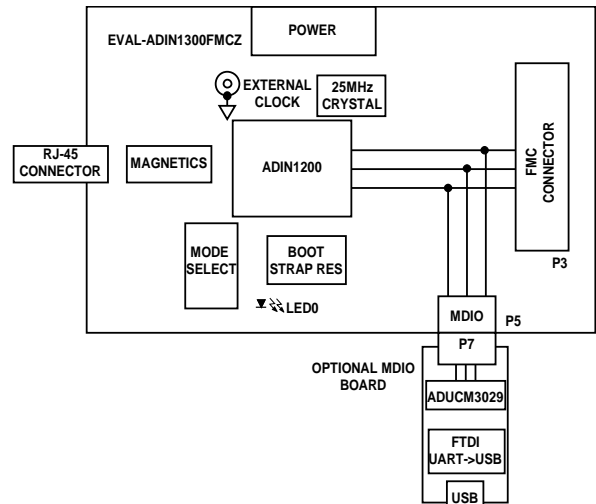 POWER
EVAL-ADIN1300FMCZ
EXTERNAL
CLOCK
25MHz
CRYSTAL
RJ-45
CONNECTOR
MAGNETICS
ADIN1200
FMC
CONNECTOR
MODE
SELECT
BOOT
STRAP RES
P3
LED0
MDIO
P5
P7
OPTIONAL MDIO
BOARD
ADUCM3029
FTDI
UART->USB
USB